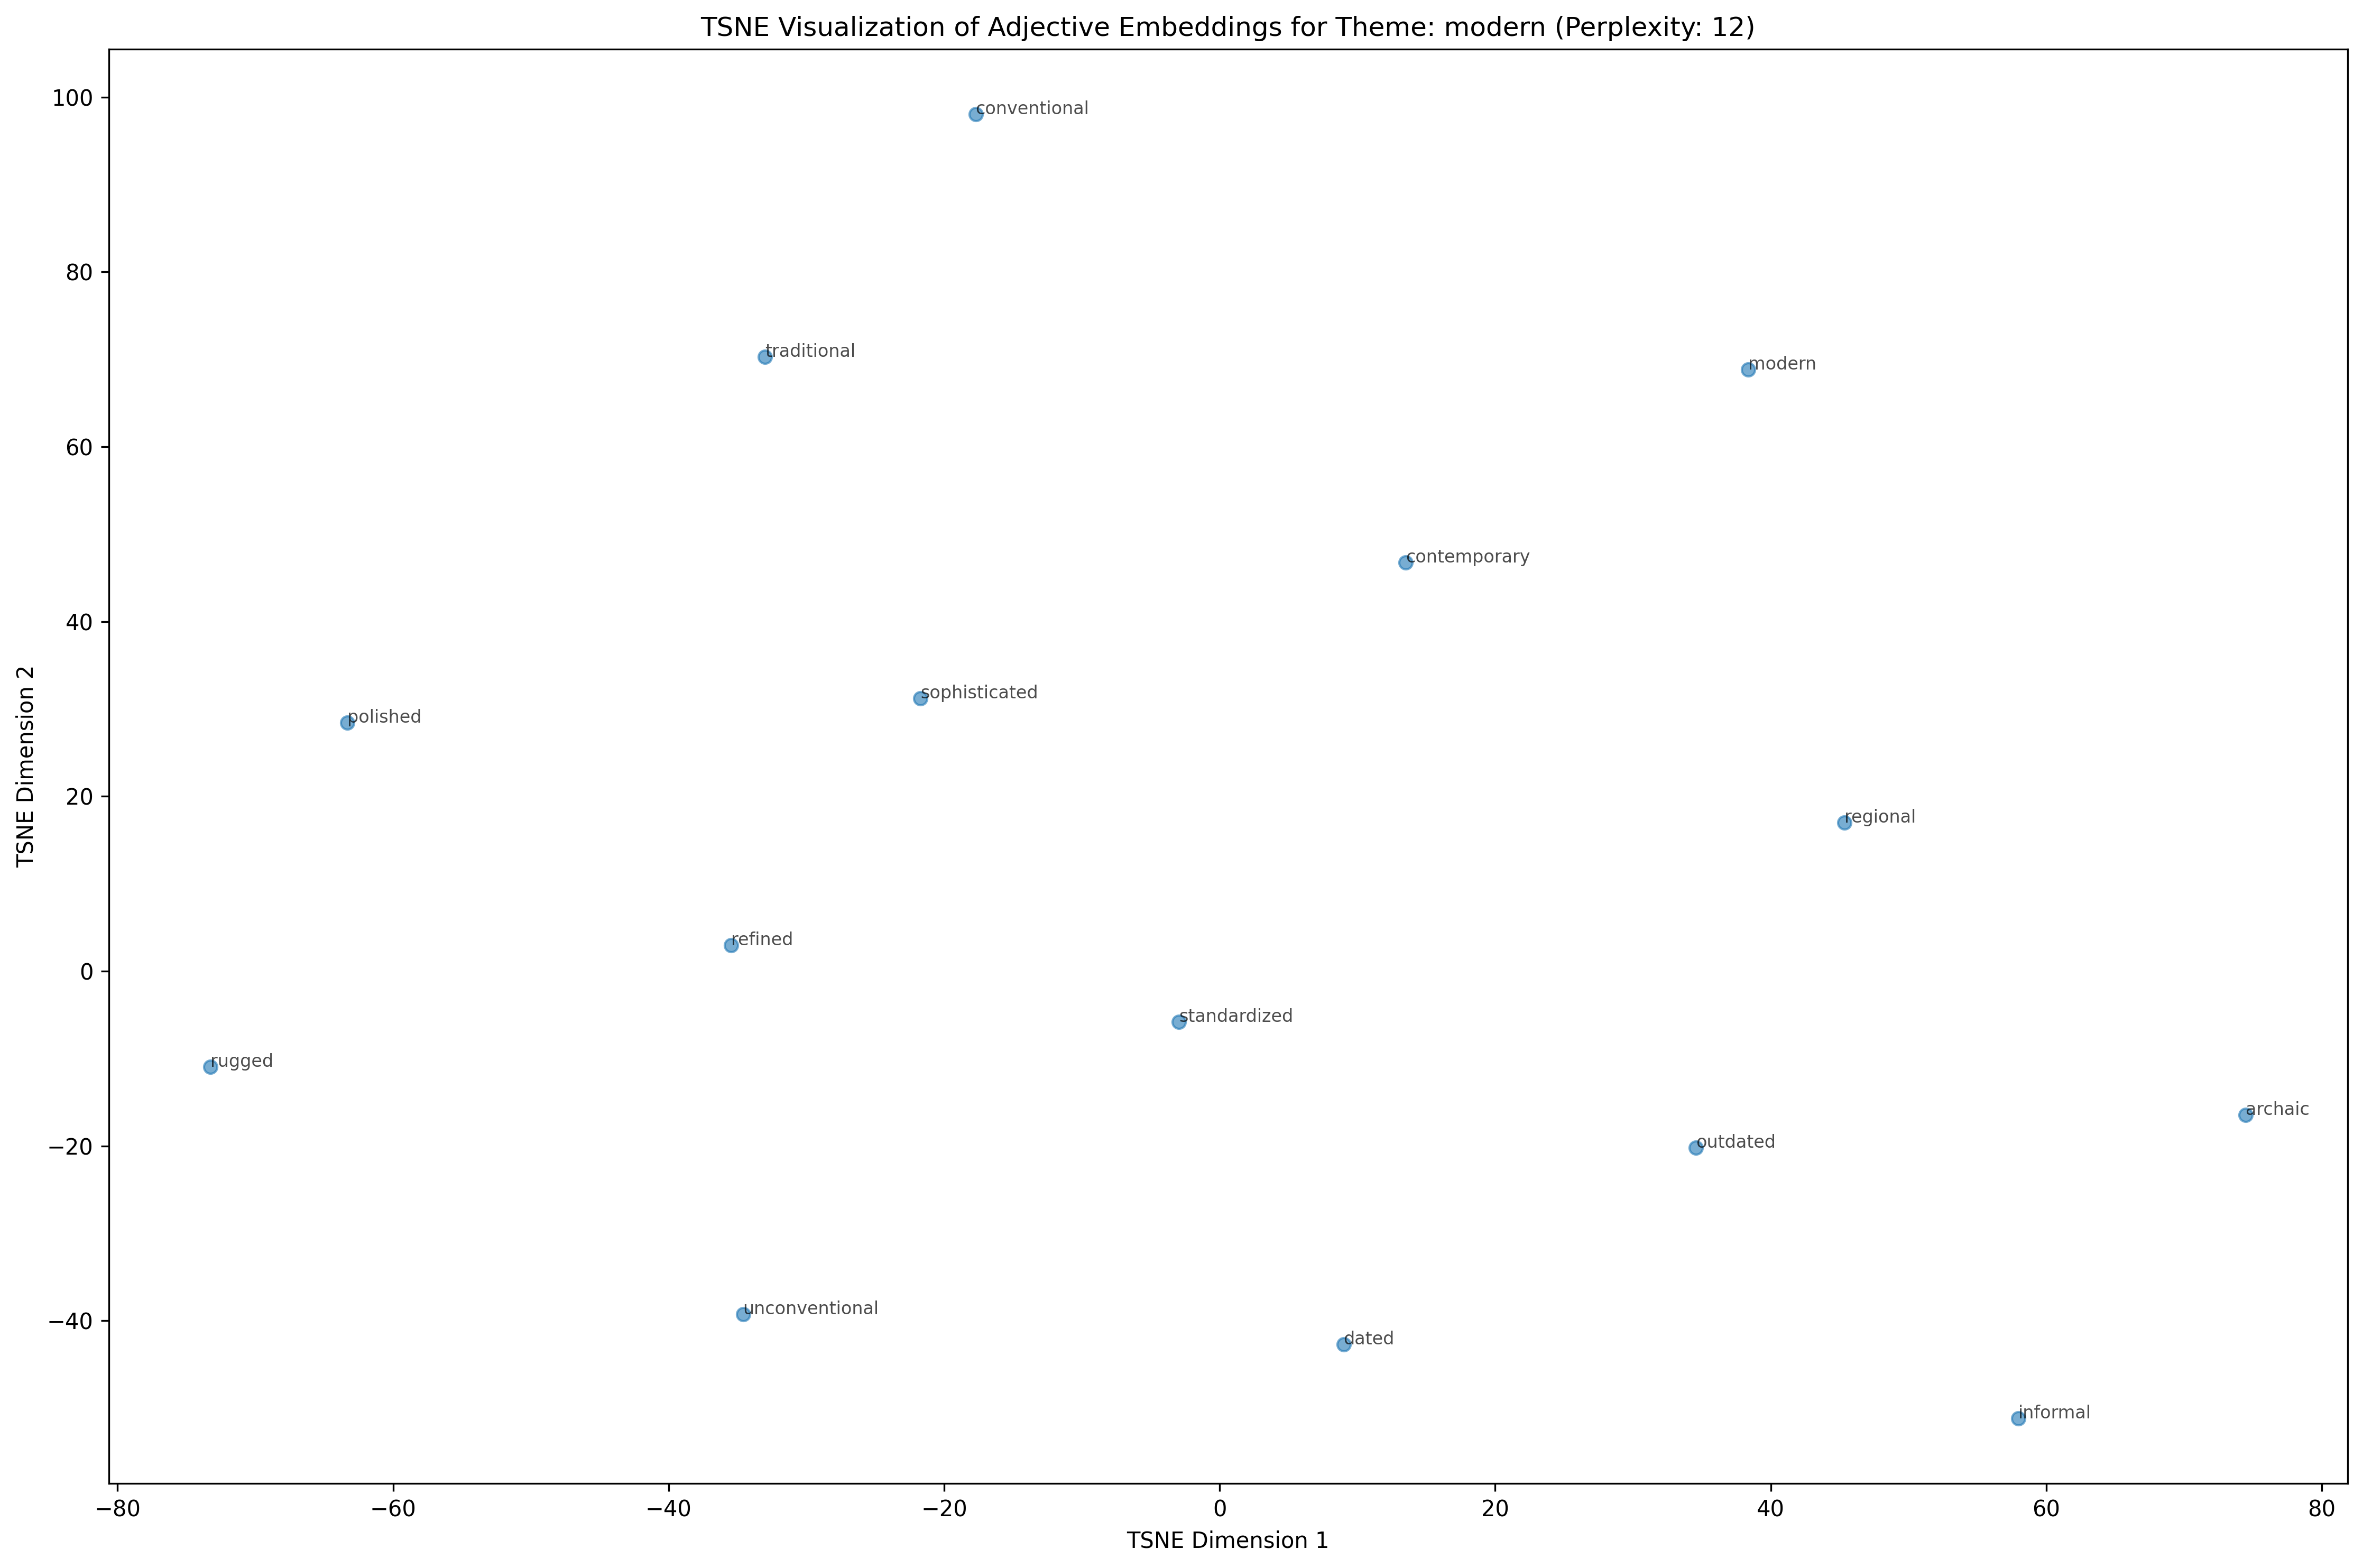 TSNE Visualization of Adjective Embeddings for Theme: modern (Perplexity: 12)
100
80
60
40
20
0
−20
−40
TSNE Dimension 2
conventional
traditional
modern
contemporary
sophisticated
polished
regional
refined
standardized
rugged
archaic
outdated
unconventional
dated
informal
−80
−60
−40
−20
0
20
40
60
80
TSNE Dimension 1